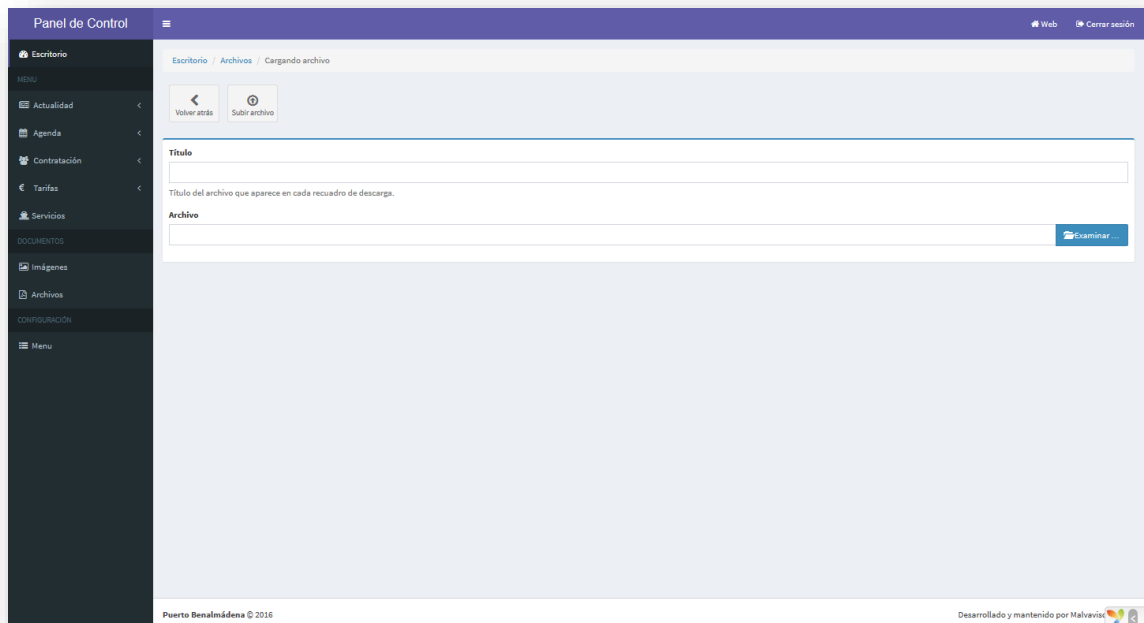 Panel de Control
Web Cerrar sesión
Escritorio
MENU
Actualidad
Agenda
Contratación
€ Tarifas
Servicios
DOCUMENTOS
Imágenes
Archivos
CONFIGURACIÓN
Menu
Escritorio / Archivos / Cargando archivo
Volver atrás Subir archivo
Título
Título del archivo que aparece en cada recuadro de descarga.
Archivo
Examinar ...
Puerto Benalmádena © 2016
Desarrollado y mantenido por